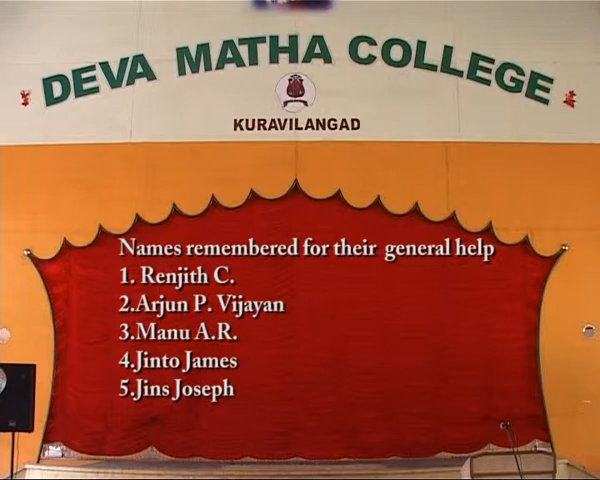 DEVA MATHA COLLEGE
KURAVILANGAD
Names remembered for their general help
1. Renjith C.
2.Arjun P. Vijayan
3.Manu A.R.
4.Jinto James
5.Jins Joseph